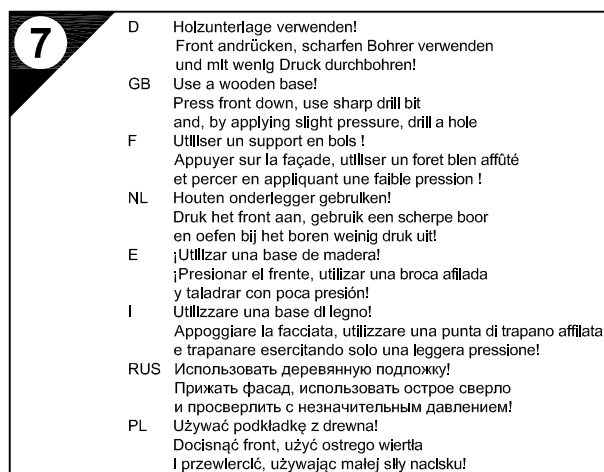 7
D Holzunterlage verwenden!
Front andrücken, scharfen Bohrer verwenden
und mit wenig Druck durchbohren!
GB Use a wooden base!
Press front down, use sharp drill bit
and, by applying slight pressure, drill a hole
F Utiliser un support en bois !
Appuyer sur la façade, utiliser un foret bien affûté
et percer en appliquant une faible pression !
NL Houten onderlegger gebruiken!
Druk het front aan, gebruik een scherpe boor
en oefen bij het boren weinig druk uit!
E ¡Utilizar una base de madera!
¡Presionar el frente, utilizar una broca afilada
y taladrar con poca presión!
I Utilizzare una base di legno!
Appoggiare la facciata, utilizzare una punta di trapano affilata
e trapanare esercitando solo una leggera pressione!
RUS Использовать деревянную подложку!
Прижать фасад, использовать острое сверло
и просверлить с незначительным давлением!
PL Używać podkładkę z drewna!
Docisnąć front, użyć ostrego wiertła
i przewiercić, używając małej siły nacisku!